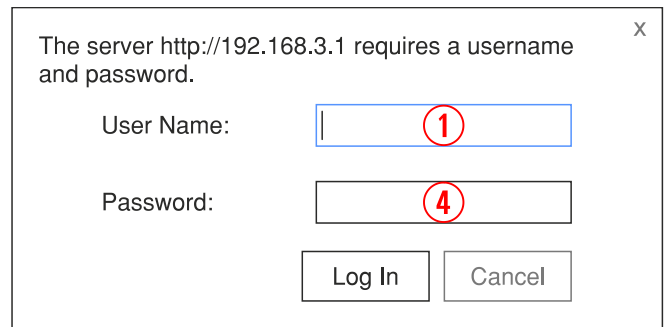 x
The server http://192.168.3.1 requires a username
and password.
User Name: 1
Password: 4
Log In Cancel